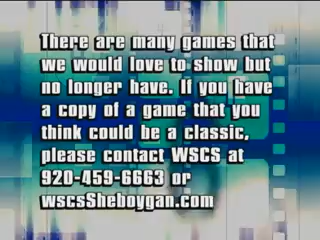 There are many games that
we would love to show but
no longer have. If you have
a copy of a game that you
think could be a classic,
please contact WSCS at
920-459-6663 or
wscsSheboygan.com